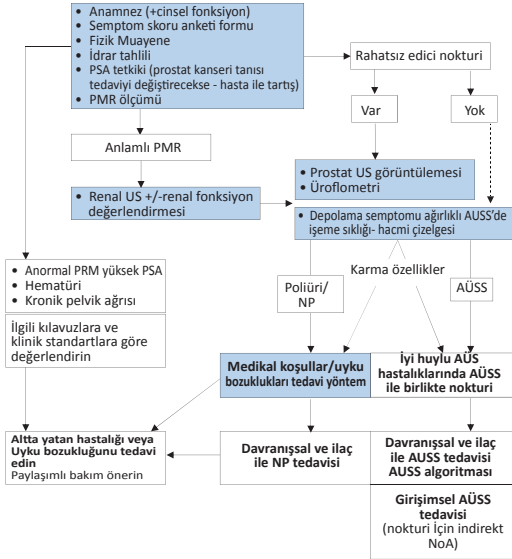 • Anamnez (+cinsel fonksiyon)
• Semptom skoru anketi formu
• Fizik Muayene
• İdrar tahlili
• PSA tetkiki (prostat kanseri tanısı
tedaviyi değiştirecekse - hasta ile tartış)
• PMR ölçümü
Rahatsız edici nokturi
Var
Yok
Anlamlı PMR
• Prostat US görüntülemesi
• Üroflometri
• Renal US +/-renal fonksiyon
değerlendirmesi
• Depolama semptomu ağırlıklı AUSS’de
işeme sıklığı- hacmi çizelgesi
• Anormal PRM yüksek PSA
• Hematüri
• Kronik pelvik ağrısı
Poliüri/
NP
Karma özellikler
AÜSS
İlgili kılavuzlara ve
klinik standartlara göre
değerlendirin
Medikal koşullar/uyku
bozuklukları tedavi yöntem
İyi huylu AÜS
hastalıklarında AÜSS
ile birlikte nokturi
Altta yatan hastalığı veya
Uyku bozukluğunu tedavi
edin
Paylaşımlı bakım önerin
Davranışsal ve ilaç
ile NP tedavisi
Davranışsal ve ilaç
ile AUSS tedavisi
AUSS algoritması
Girişimsel AÜSS
tedavisi
(nokturi İçin indirekt
NoA)